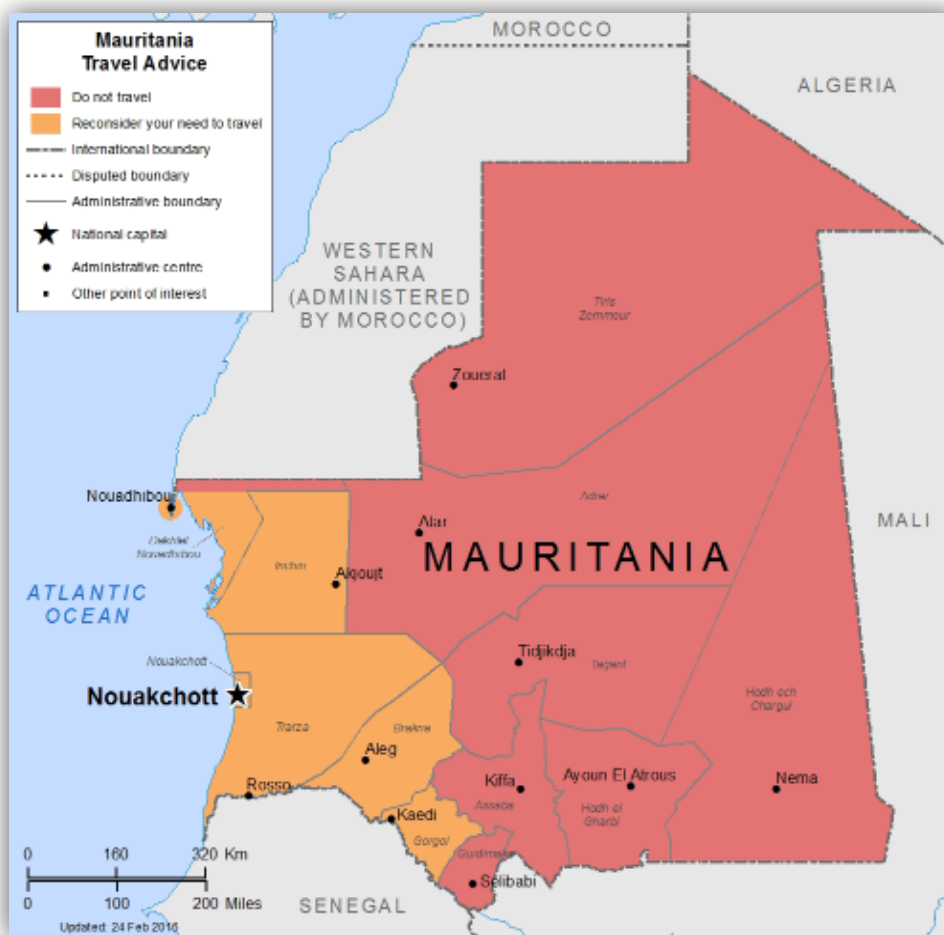 Mauritania
Travel Advice
Do not travel
Reconsider your need to travel
International boundary
Disputed boundary
Administrative boundary
National capital
Administrative centre
Other point of interest
MOROCCO
ALGERIA
WESTERN
SAHARA
(ADMINISTERED
BY MOROCCO)
Tiris
Zemmour
Zouerat
Nouadhibou
Dakhlet
Nouadhibou
Inchiri
Akjoujt
Adrar
Atar
MAURITANIA
MALI
ATLANTIC
OCEAN
Nouakchott
Nouakchott
Tidjikdja
Tagant
Hodh ech
Chargui
Trarza
Brakna
Aleg
Rosso
Kiffa
Assaba
Ayoun El Atrous
Hodh el
Gharbi
Nema
Kaedi
Gorgol
Guidimaka
Sélibabi
SENEGAL
0 160 320 Km
0 100 200 Miles
Updated: 24 Feb 2016